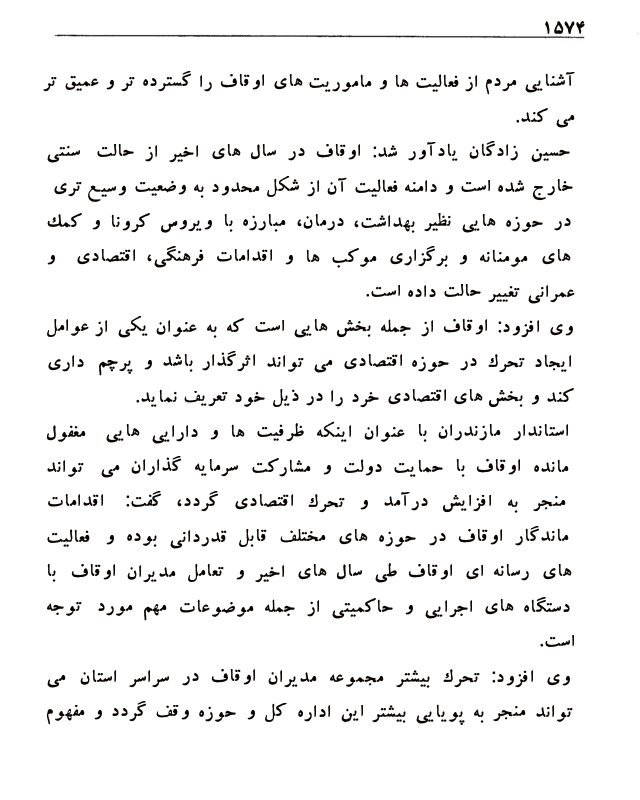 ۱۵۷۴
آشنایی مردم از فعالیت ها و ماموریت های اوقاف را گسترده تر و عمیق تر
می کند.
حسین زادگان یادآور شد: اوقاف در سال های اخیر از حالت سنتی
خارج شده است و دامنه فعالیت آن از شکل محدود به وضعیت وسیع تری
در حوزه هایی نظیر بهداشت، درمان، مبارزه با ویروس کرونا و کمك
های مومنانه و برگزاری موکب ها و اقدامات فرهنگی، اقتصادی و
عمرانی تغییر حالت داده است.
وی افزود: اوقاف از جمله بخش هایی است که به عنوان یکی از عوامل
ایجاد تحرك در حوزه اقتصادی می تواند اثرگذار باشد و پرچم داری
کند و بخش های اقتصادی خرد را در ذیل خود تعریف نماید.
استاندار مازندران با عنوان اینکه ظرفیت ها و دارایی هایی مغفول
مانده اوقاف با حمایت دولت و مشارکت سرمایه گذاران می تواند
منجر به افزایش درآمد و تحرك اقتصادی گردد، گفت: اقدامات
ماندگار اوقاف در حوزه های مختلف قابل قدردانی بوده و فعالیت
های رسانه ای اوقاف طی سال های اخیر و تعامل مدیران اوقاف با
دستگاه های اجرایی و حاکمیتی از جمله موضوعات مهم مورد توجه
است.
وی افزود: تحرك بیشتر مجموعه مدیران اوقاف در سراسر استان می
تواند منجر به پویایی بیشتر این اداره کل و حوزه وقف گردد و مفهوم